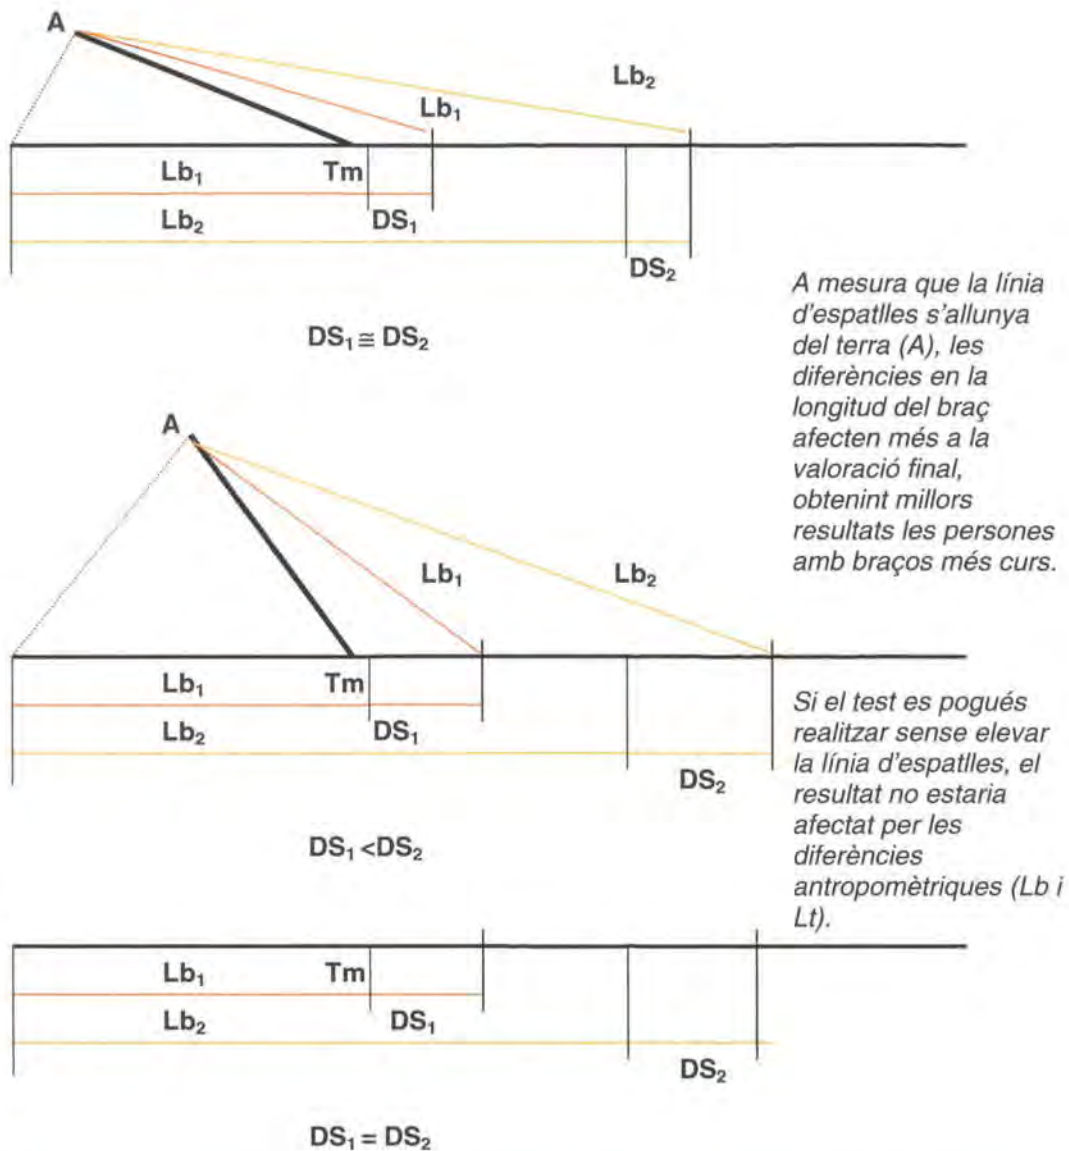 A
Lb₂
Lb₁
Lb₁ Tm
DS₁
Lb₂
DS₂
DS₁ ≅ DS₂
A mesura que la línia
d'espatlles s'allunya
del terra (A), les
diferències en la
longitud del braç
afecten més a la
valoració final,
obtenint millors
resultats les persones
amb braços més curs.
A
Lb₁
Lb₂
Lb₁ Tm
Lb₂ DS₁
DS₂
DS₁ <DS₂
Si el test es pogués
realitzar sense elevar
la línia d'espatlles, el
resultat no estaria
afectat per les
diferències
antropomètriques (Lb i
Lt).
Lb₁ Tm
Lb₂ DS₁
DS₂
DS₁ = DS₂